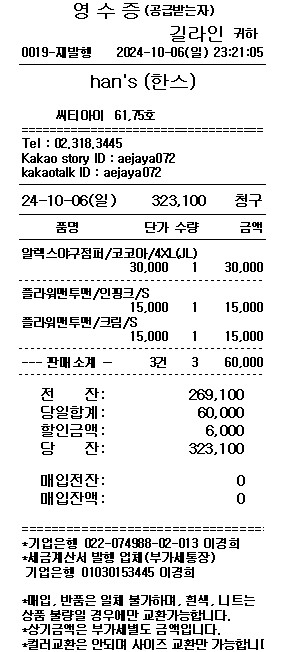 영 수 증 (공급받는자)
길라인 귀하
0019-재발행 2024-10-06(일) 23:21:05
han's (한스)
씨티아이 61,75호
==================================
Tel : 02,318,3445
Kakao story ID : aejaya072
kakaotalk ID : aejaya072
24-10-06(일) 323,100 청구
품명 단가 수량 금액
알렉스야구점퍼/코코아/4XL(JL)
30,000 1 30,000
플라워맨투맨/인핑크/S
15,000 1 15,000
플라워맨투맨/크림/S
15,000 1 15,000
--- 판매 소계 - 3건 3 60,000
전 잔: 269,100
당일합계: 60,000
할인금액: 6,000
당 잔: 323,100
매입전잔: 0
매입잔액: 0
==================================
*기업은행 022-074988-02-013 이경희
*세금계산서 발행 업체(부가세통장)
기업은행 01030153445 이경희
*매입, 반품은 일체 불가하며, 흰색, 니트는
상품 불량일 경우에만 교환가능합니다.
*상기금액은 부가세별도 금액입니다.
*컬러교환은 안되며 사이즈 교환만 가능합니[